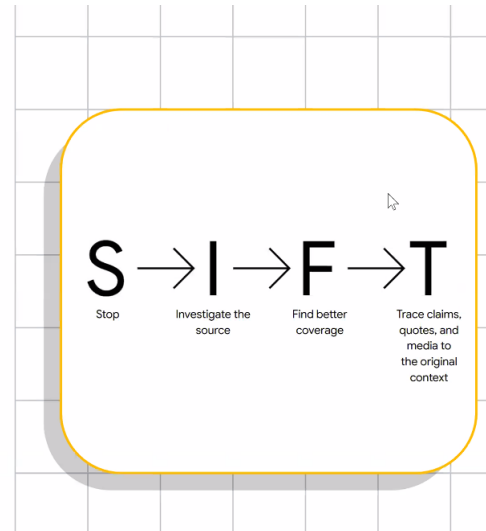 S → I → F → T
Stop
Investigate the
source
Find better
coverage
Trace claims,
quotes, and
media to
the original
context